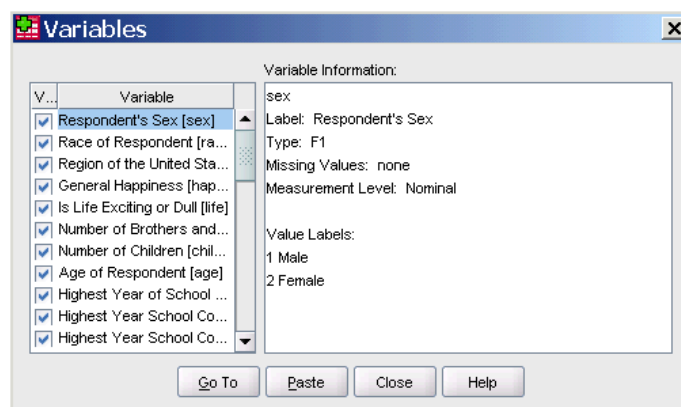 Variables
Variable Information:
V... Variable
Respondent's Sex [sex]
Race of Respondent [ra...
Region of the United Sta...
General Happiness [hap...
Is Life Exciting or Dull [life]
Number of Brothers and...
Number of Children [chil...
Age of Respondent [age]
Highest Year of School ...
Highest Year School Co...
Highest Year School Co...
sex
Label: Respondent's Sex
Type: F1
Missing Values: none
Measurement Level: Nominal
Value Labels:
1 Male
2 Female
Go To Paste Close Help